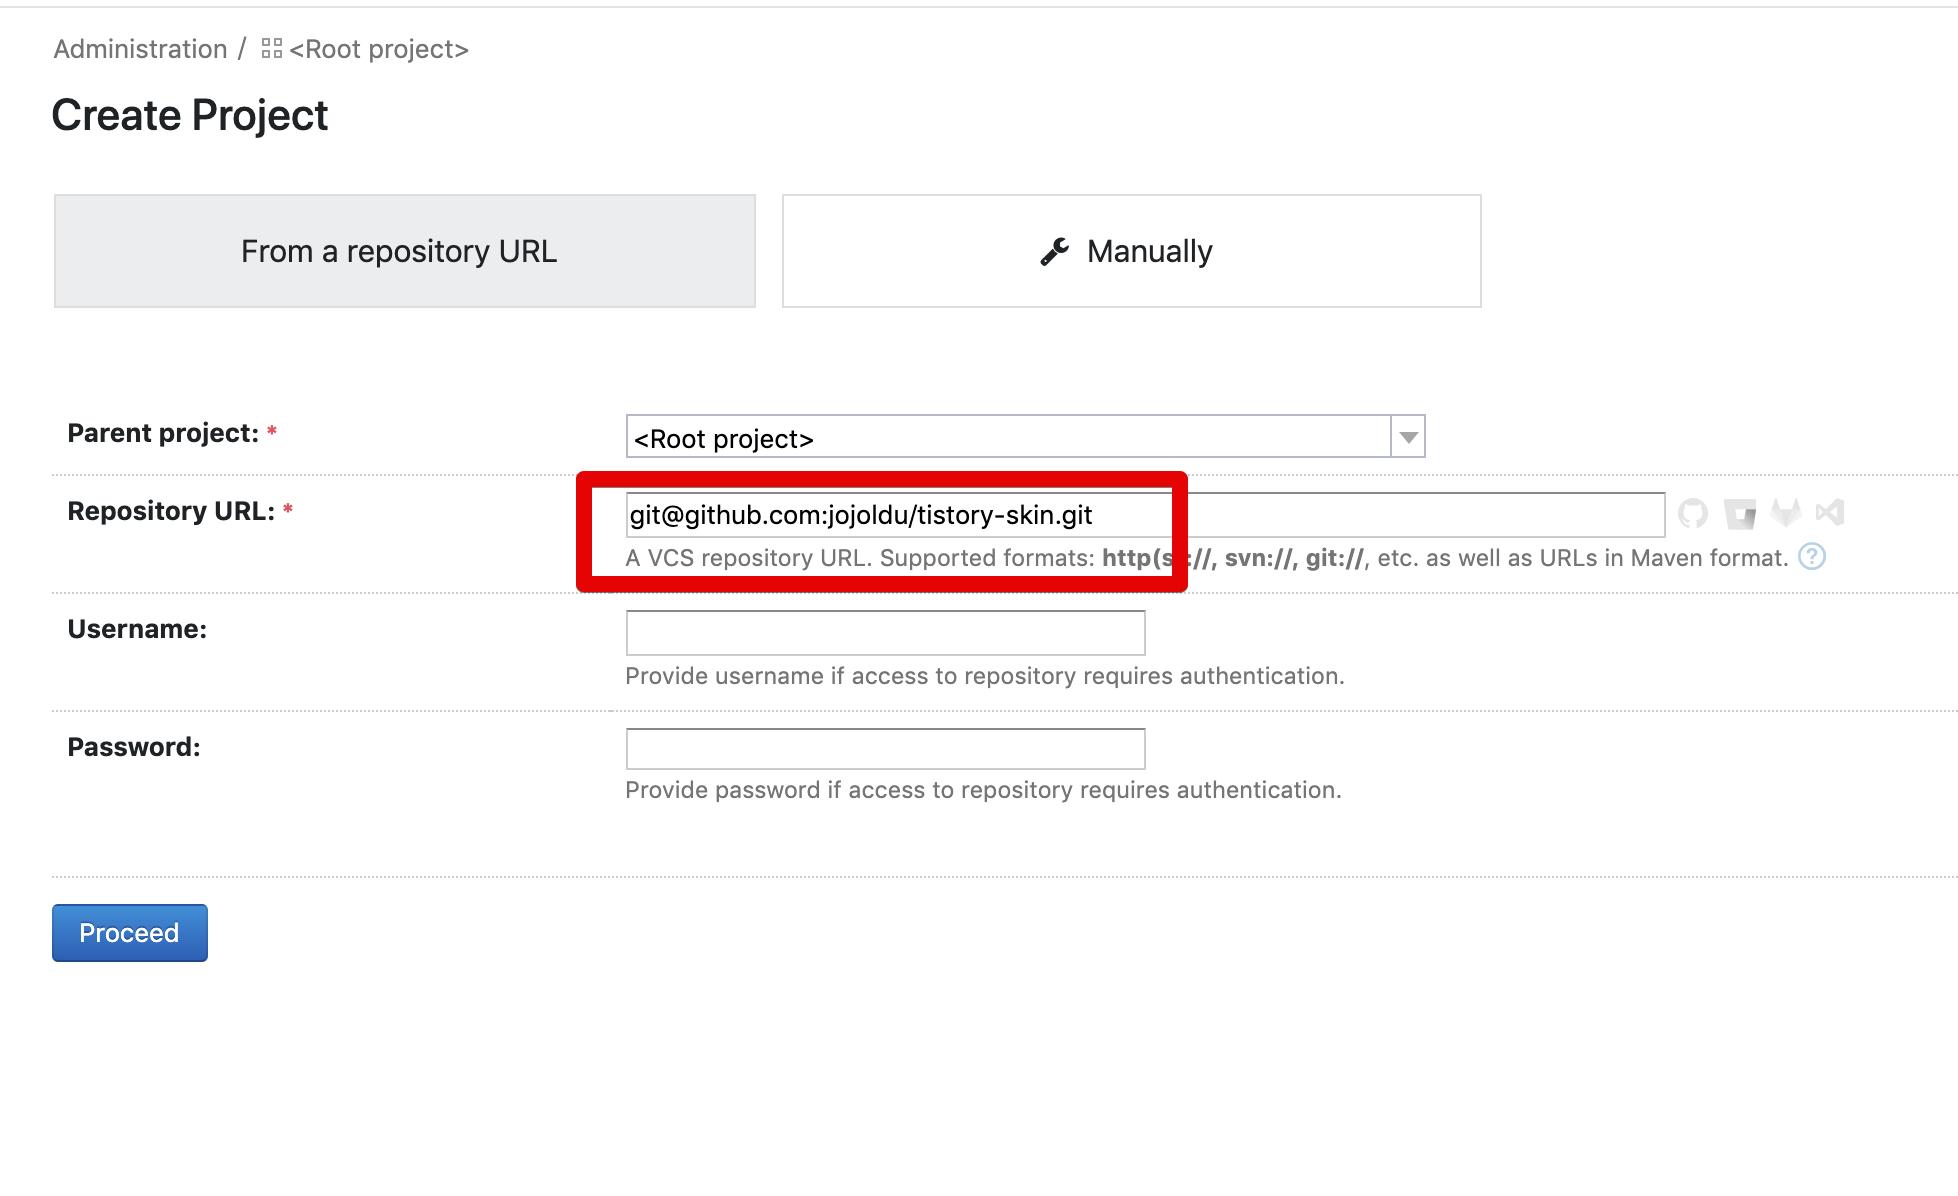 Administration / <Root project>
Create Project
From a repository URL
Manually
Parent project: *
<Root project>
Repository URL: *
git@github.com:jojoldu/tistory-skin.git
A VCS repository URL. Supported formats: http(s://, svn://, git://, etc. as well as URLs in Maven format. ?
Username:
Provide username if access to repository requires authentication.
Password:
Provide password if access to repository requires authentication.
Proceed